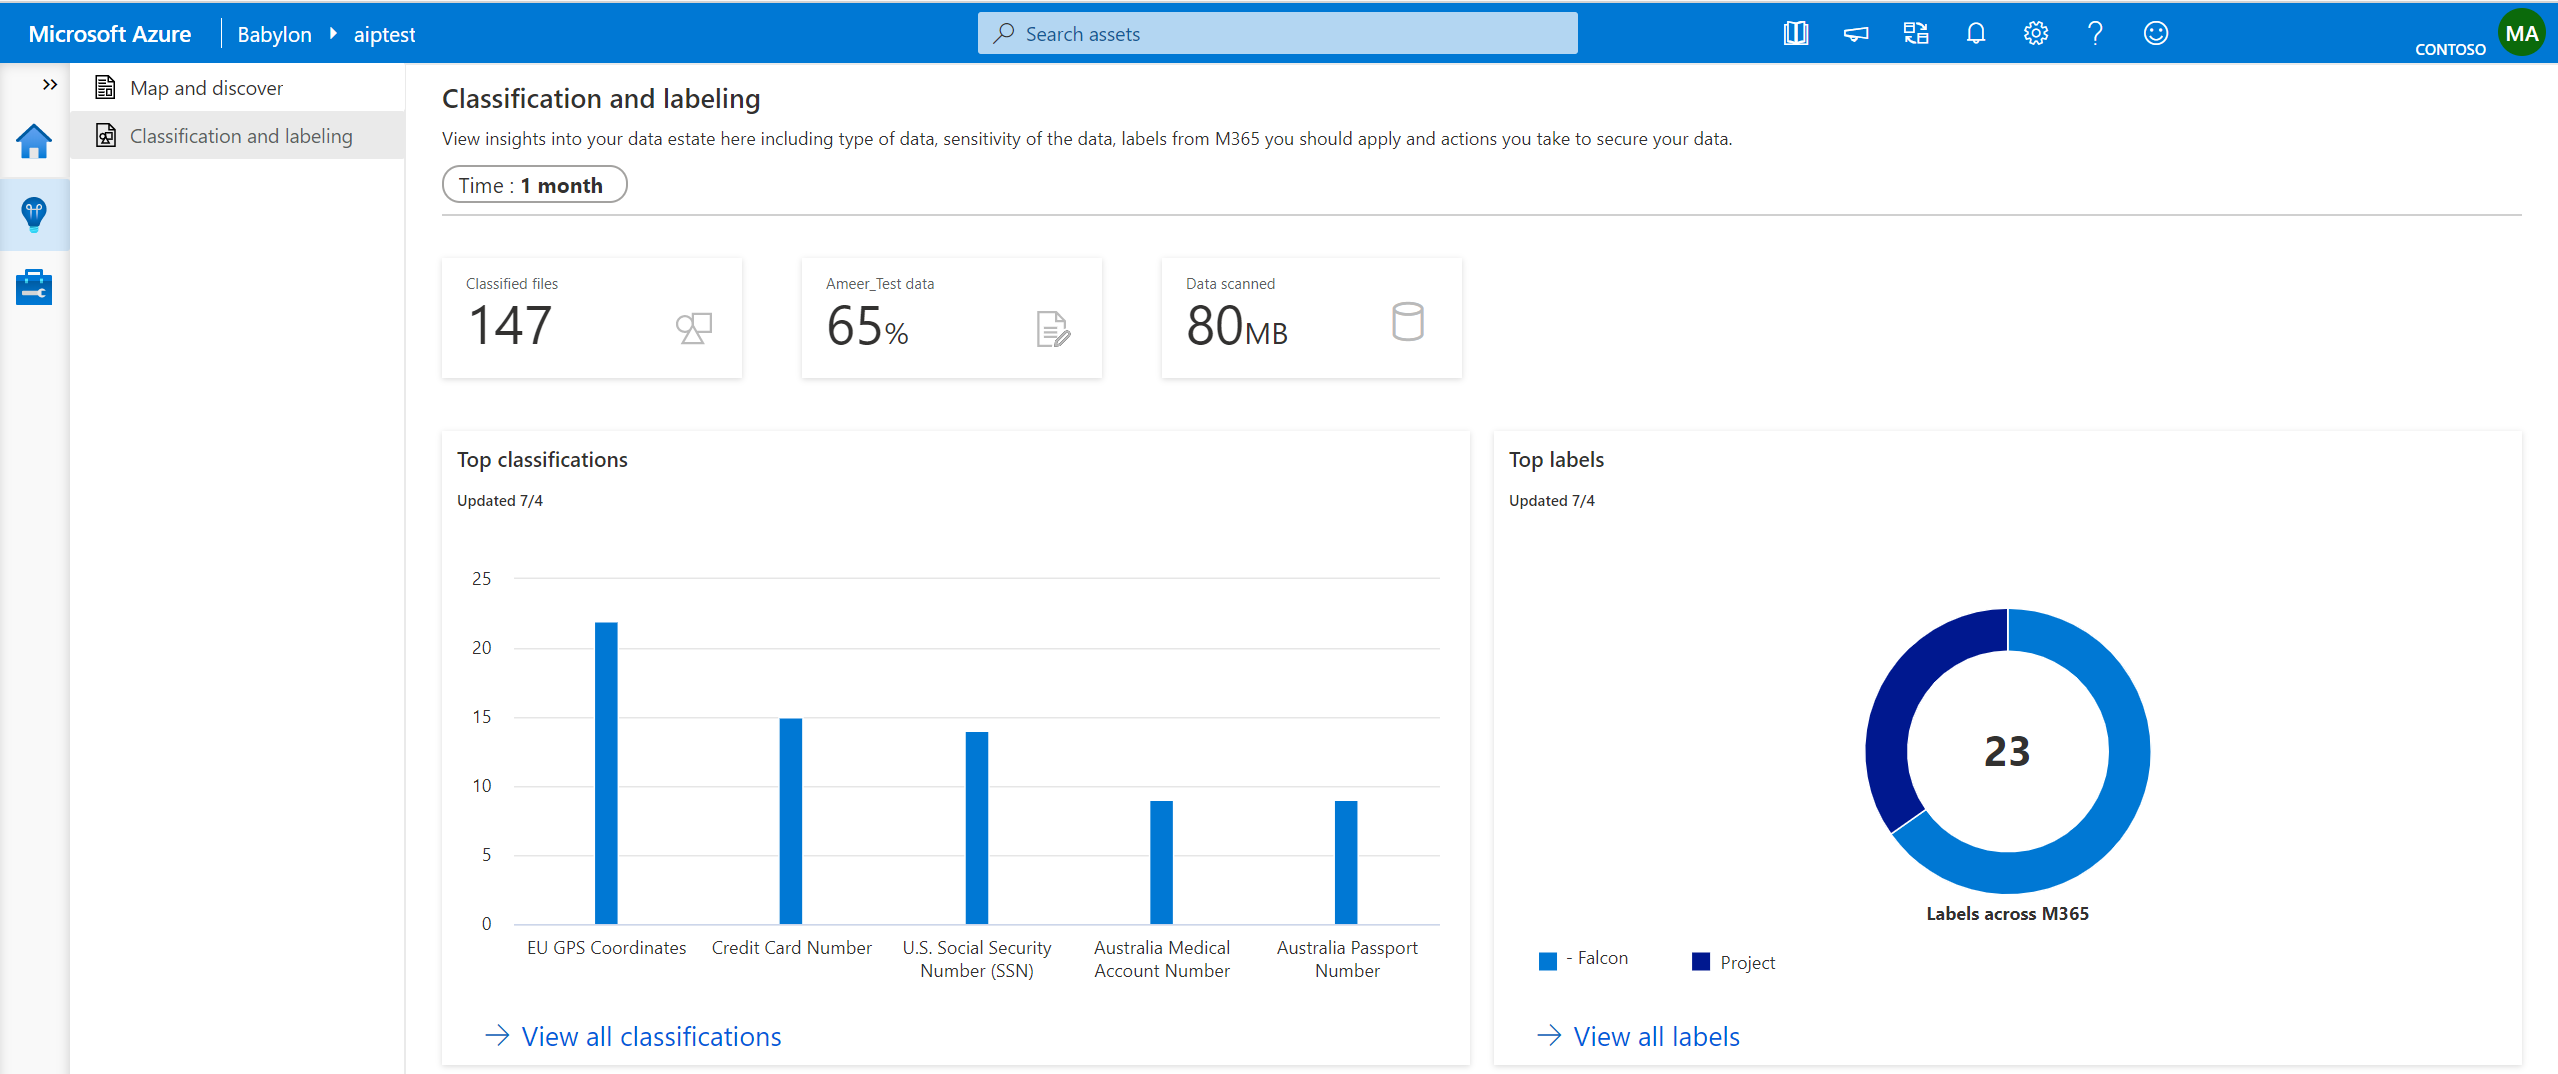 Microsoft Azure
Babylon
aiptest
Search assets
CONTOSO
MA
Map and discover
Classification and labeling
Classification and labeling
View insights into your data estate here including type of data, sensitivity of the data, labels from M365 you should apply and actions you take to secure your data.
Time : 1 month
Classified files
147
Ameer_Test data
65%
Data scanned
80MB
Top classifications
Updated 7/4
25
20
15
10
5
0
EU GPS Coordinates
Credit Card Number
U.S. Social Security
Number (SSN)
Australia Medical
Account Number
Australia Passport
Number
View all classifications
Top labels
Updated 7/4
23
Labels across M365
- Falcon
Project
View all labels